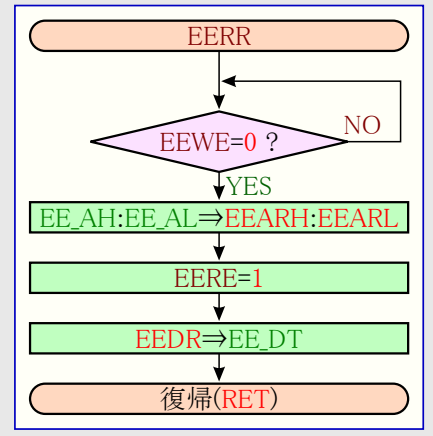 EERR
EEWE=0 ?
NO
YES
EE_AH:EE_AL⇒EEARH:EEARL
EERE=1
EEDR⇒EE_DT
復帰(RET)